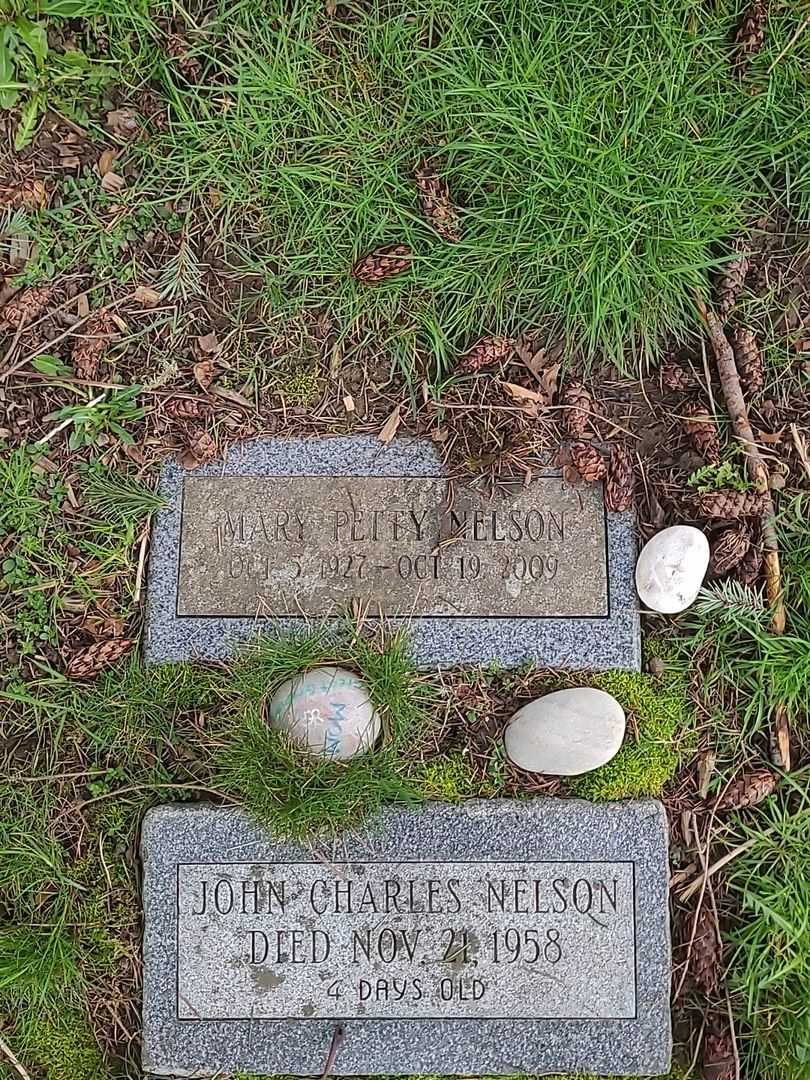 MARY PETTY NELSON
OCT 5 1927 – OCT 19 2009
MOM
JOHN CHARLES NELSON
DIED NOV. 21, 1958
4 DAYS OLD